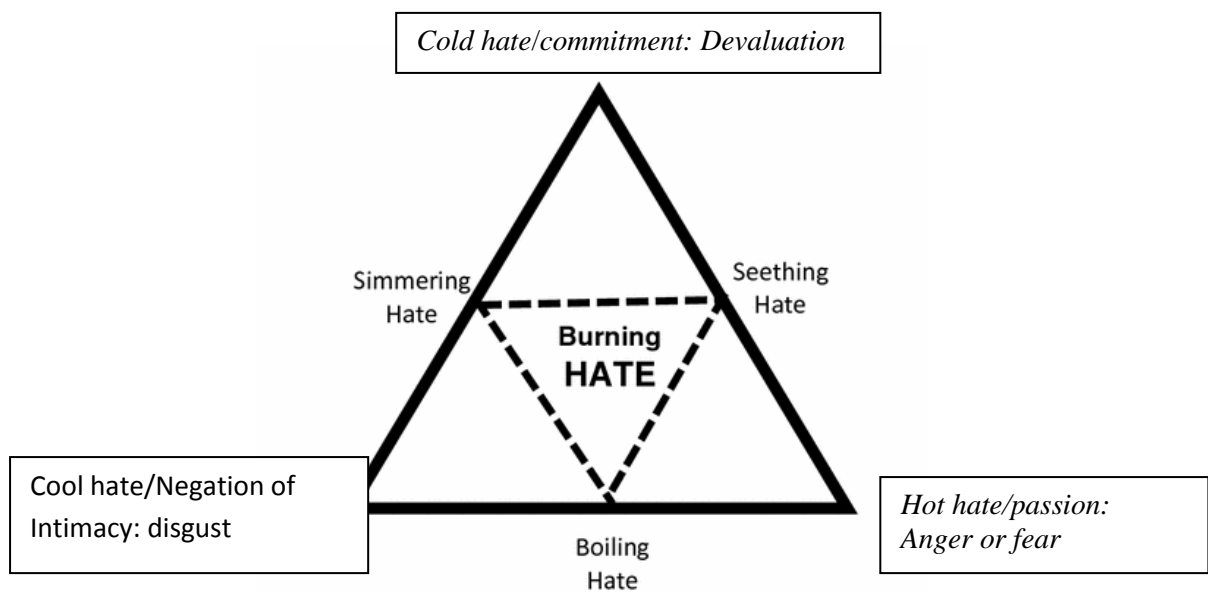 Cold hate/commitment: Devaluation
Simmering
Hate
Seething
Hate
Burning
HATE
Cool hate/Negation of
Intimacy: disgust
Hot hate/passion:
Anger or fear
Boiling
Hate